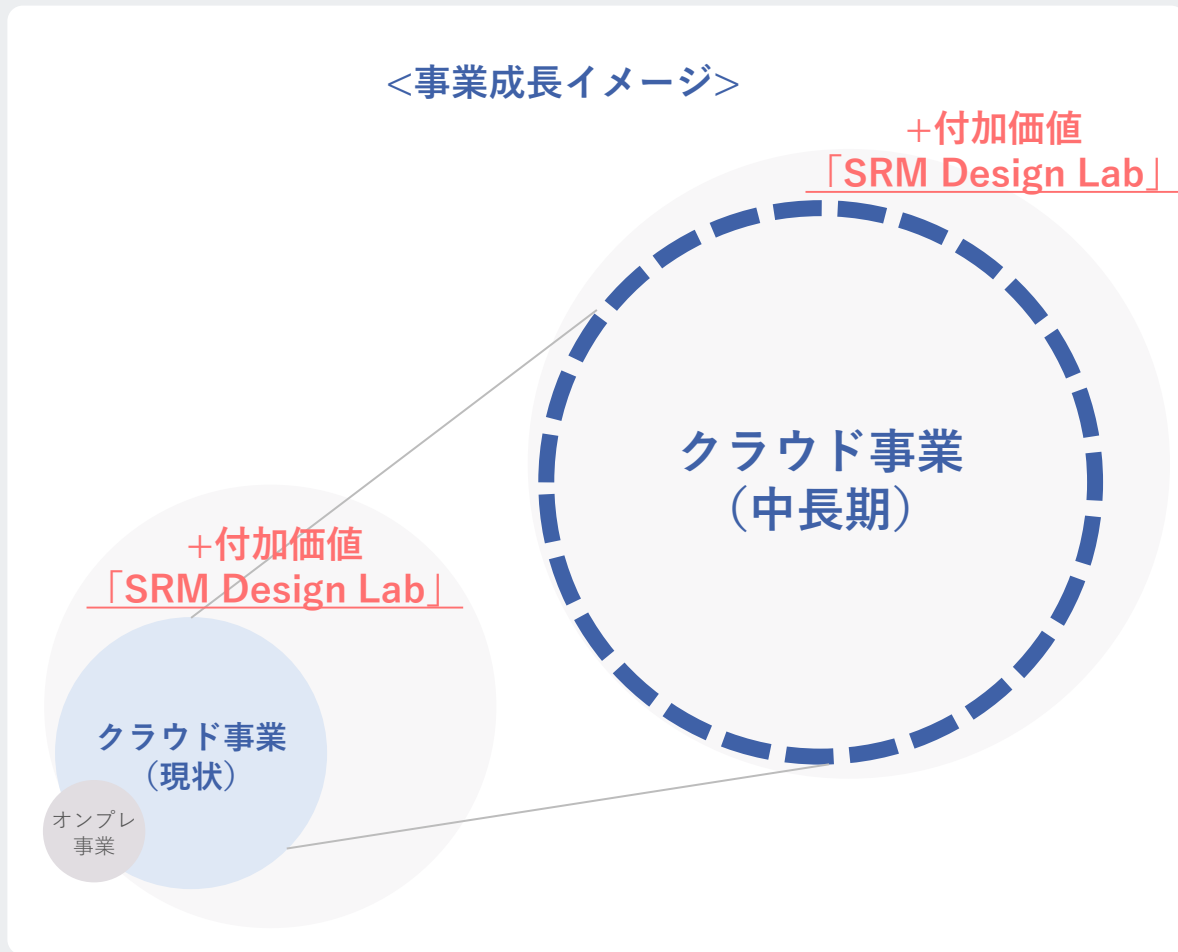 <事業成長イメージ>
+付加価値
「SRM Design Lab」
クラウド事業
（中長期）
+付加価値
「SRM Design Lab」
クラウド事業
（現状）
オンプレ
事業